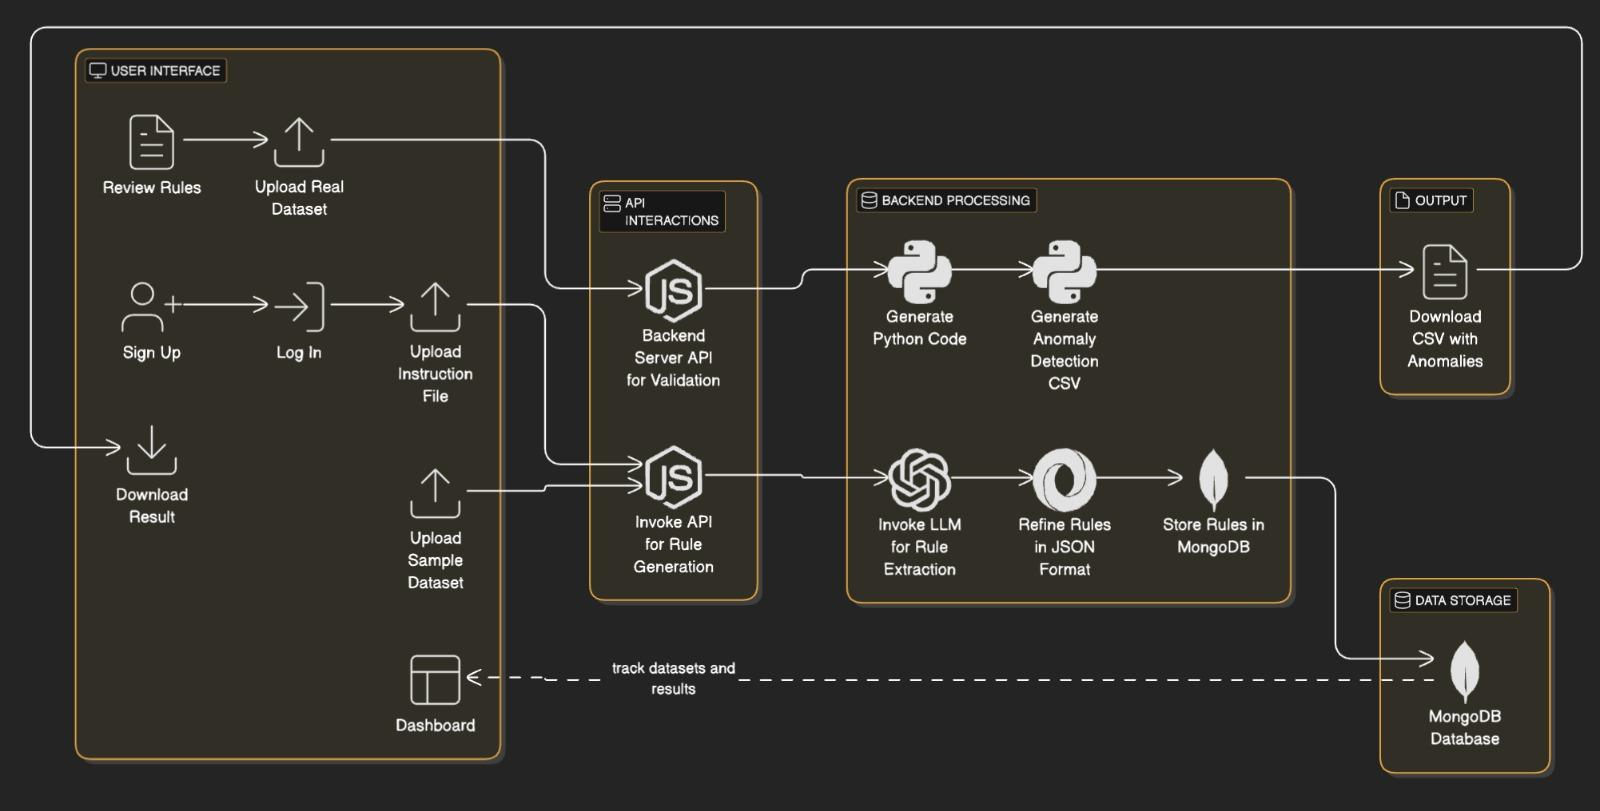 USER INTERFACE
Review Rules
Upload Real
Dataset
Sign Up
Log In
Upload
Instruction
File
Download
Result
Upload
Sample
Dataset
Dashboard
API
INTERACTIONS
JS
Backend
Server API
for Validation
JS
Invoke API
for Rule
Generation
BACKEND PROCESSING
Generate
Python Code
Generate
Anomaly
Detection
CSV
Invoke LLM
for Rule
Extraction
Refine Rules
in JSON
Format
Store Rules in
MongoDB
OUTPUT
Download
CSV with
Anomalies
DATA STORAGE
MongoDB
Database
track datasets and
results